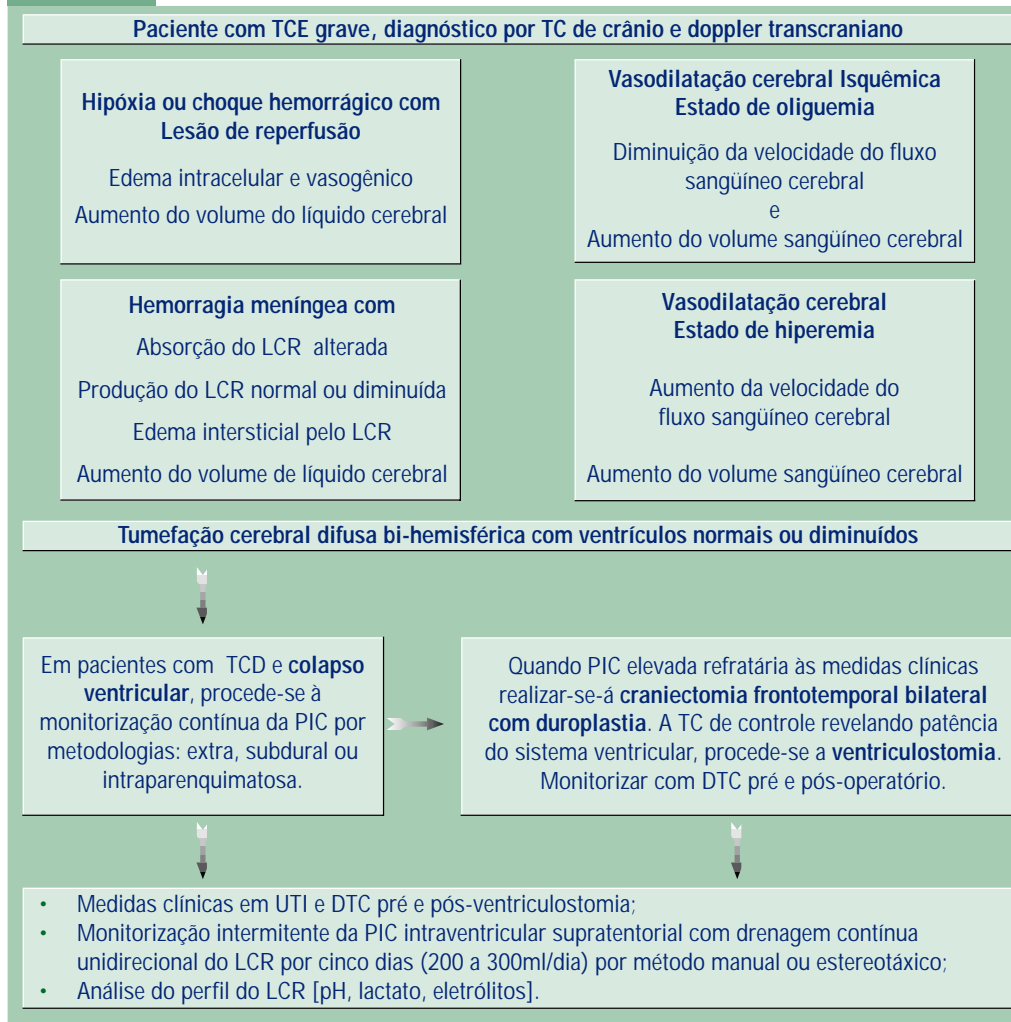 Paciente com TCE grave, diagnóstico por TC de crânio e doppler transcraniano
Hipóxia ou choque hemorrágico com
Lesão de reperfusão
Edema intracelular e vasogênico
Aumento do volume do líquido cerebral
Vasodilatação cerebral Isquêmica
Estado de oliguemia
Diminuição da velocidade do fluxo
sangüíneo cerebral
e
Aumento do volume sangüíneo cerebral
Hemorragia meníngea com
Absorção do LCR alterada
Produção do LCR normal ou diminuída
Edema intersticial pelo LCR
Aumento do volume de líquido cerebral
Vasodilatação cerebral
Estado de hiperemia
Aumento da velocidade do
fluxo sangüíneo cerebral
Aumento do volume sangüíneo cerebral
Tumefação cerebral difusa bi-hemisférica com ventrículos normais ou diminuídos
Em pacientes com TCD e colapso
ventricular, procede-se à
monitorização contínua da PIC por
metodologias: extra, subdural ou
intraparenquimatosa.
Quando PIC elevada refratária às medidas clínicas
realizar-se-á craniectomia frontotemporal bilateral
com duroplastia. A TC de controle revelando patência
do sistema ventricular, procede-se a ventriculostomia.
Monitorizar com DTC pré e pós-operatório.
• Medidas clínicas em UTI e DTC pré e pós-ventriculostomia;
• Monitorização intermitente da PIC intraventricular supratentorial com drenagem contínua
unidirecional do LCR por cinco dias (200 a 300ml/dia) por método manual ou estereotáxico;
• Análise do perfil do LCR [pH, lactato, eletrólitos].